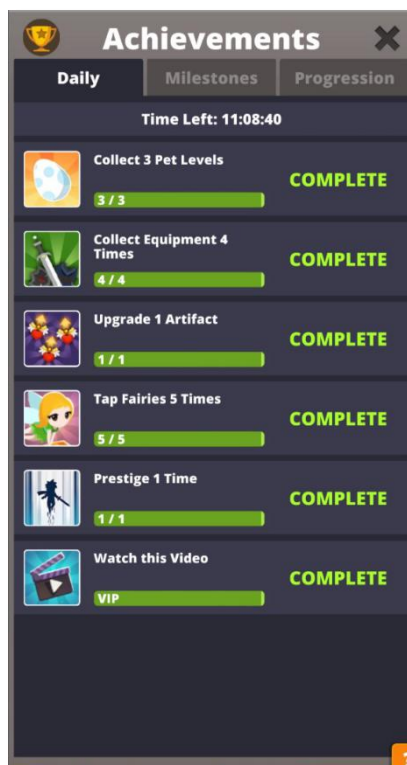 Achievements
Daily
Milestones
Progression
Time Left: 11:08:40
Collect 3 Pet Levels
3 / 3
COMPLETE
Collect Equipment 4
Times
4 / 4
COMPLETE
Upgrade 1 Artifact
1 / 1
COMPLETE
Tap Fairies 5 Times
5 / 5
COMPLETE
Prestige 1 Time
1 / 1
COMPLETE
Watch this Video
VIP
COMPLETE